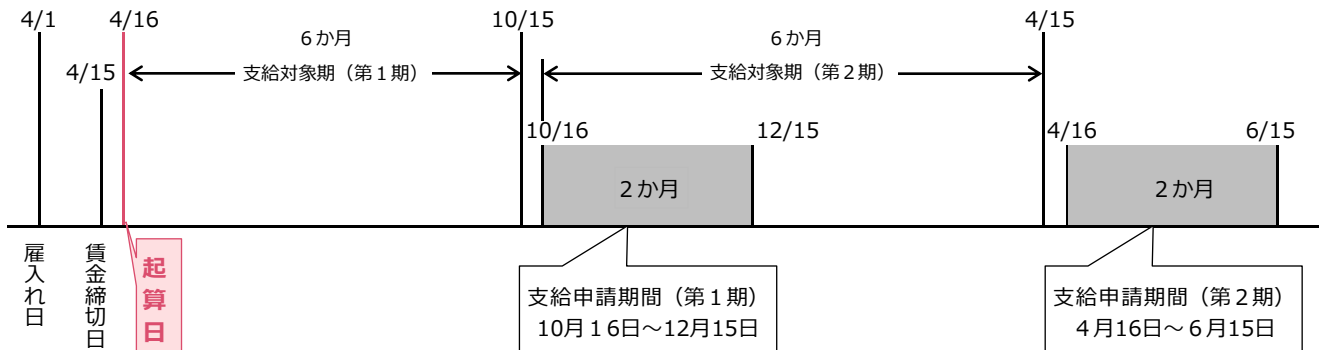 4/1
4/16
10/15
4/15
6か月
6か月
4/15
支給対象期（第１期）
支給対象期（第２期）
10/16
12/15
4/16
6/15
２か月
２か月
雇入れ日
賃金締切日
起算日
支給申請期間（第１期）
10月１６日～12月15日
支給申請期間（第２期）
４月16日～６月15日